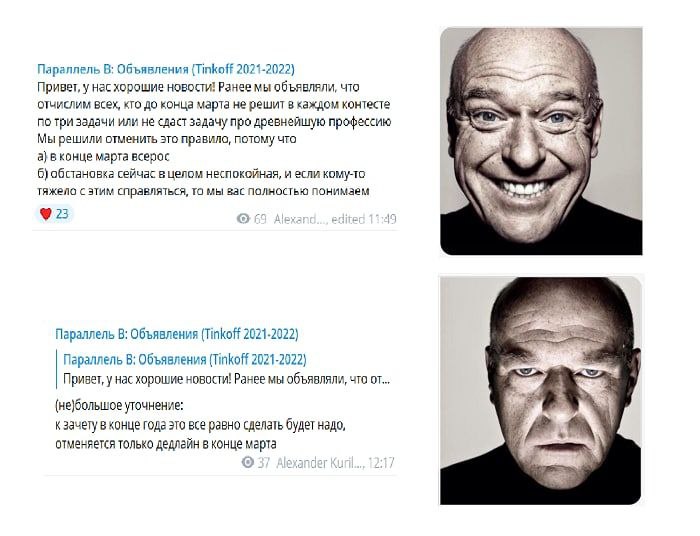 Параллель B: Объявления (Tinkoff 2021-2022)
Привет, у нас хорошие новости! Ранее мы объявляли, что
отчислим всех, кто до конца марта не решит в каждом контесте
по три задачи или не сдаст задачу про древнейшую профессию
Мы решили отменить это правило, потому что
а) в конце марта всерос
б) обстановка сейчас в целом неспокойная, и если кому-то
тяжело с этим справляться, то мы вас полностью понимаем
23
69 Alexand..., edited 11:49
Параллель B: Объявления (Tinkoff 2021-2022)
Параллель B: Объявления (Tinkoff 2021-2022)
Привет, у нас хорошие новости! Ранее мы объявляли, что от...
(не)большое уточнение:
к зачету в конце года это все равно сделать будет надо,
отменяется только дедлайн в конце марта
37 Alexander Kuril..., 12:17